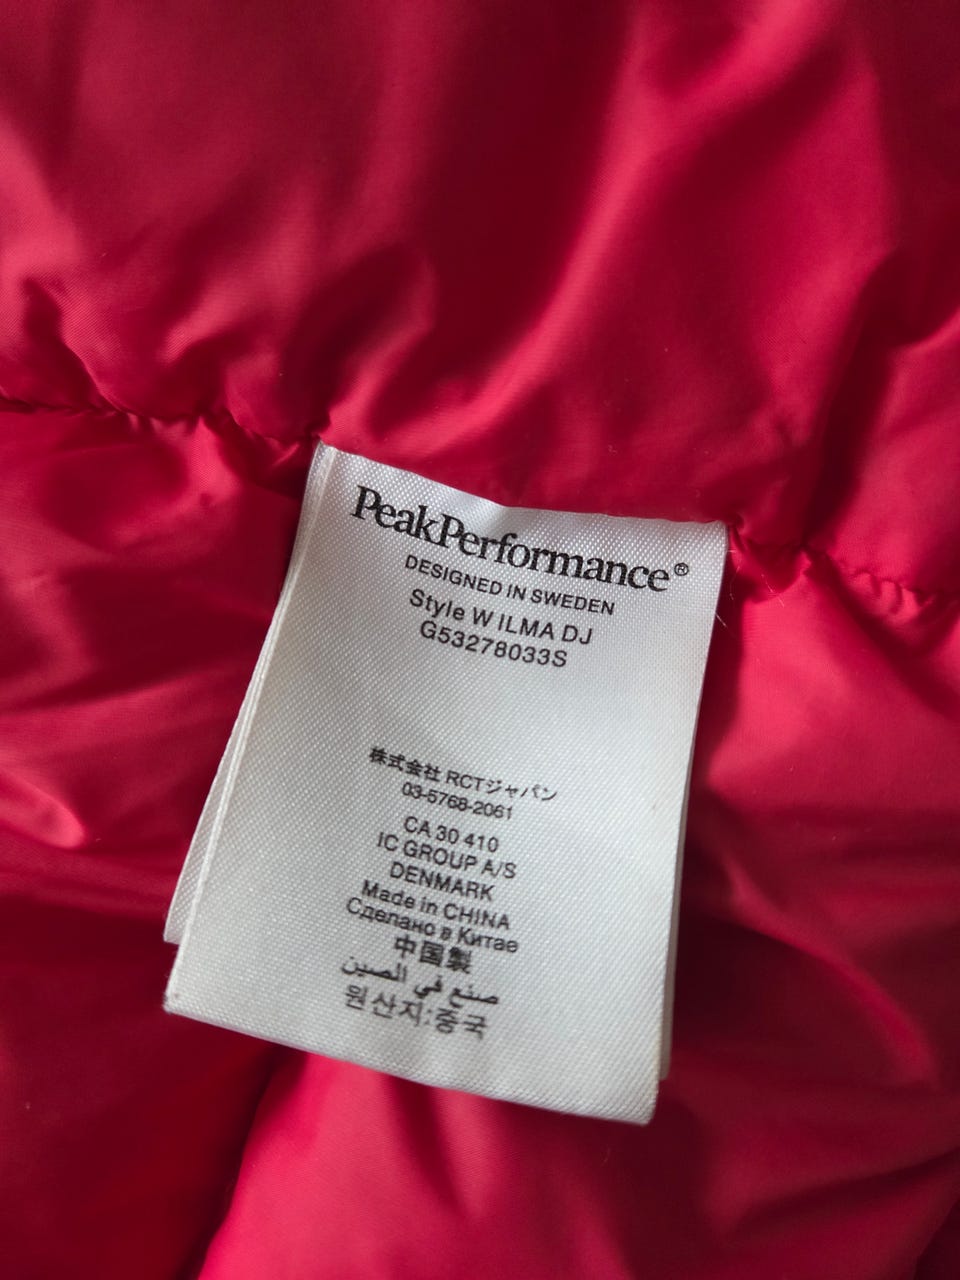 PeakPerformance®
DESIGNED IN SWEDEN
Style W ILMA DJ
G53278033S
株式会社 RCTジャパン
03-5768-2061
CA 30 410
IC GROUP A/S
DENMARK
Made in CHINA
Сделано в Китае
中国製
صنع في الصين
원산지:중국